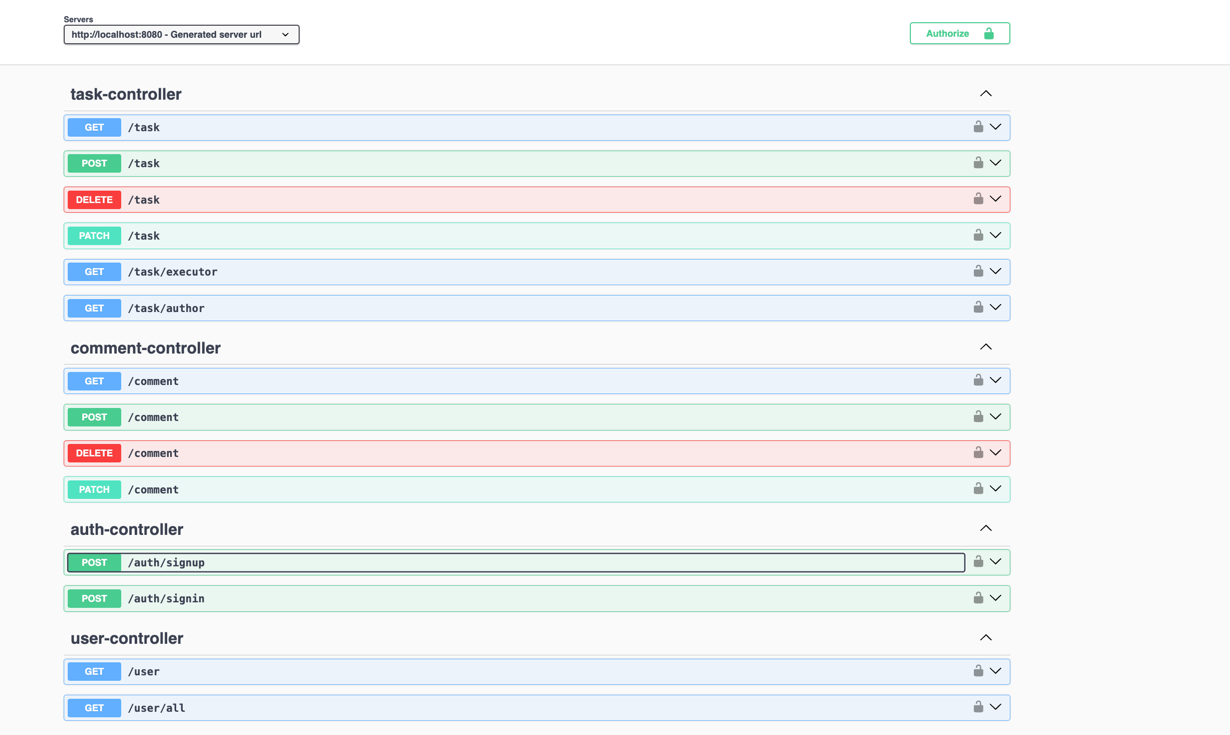 Servers
http://localhost:8080 - Generated server url
Authorize
task-controller
GET /task
POST /task
DELETE /task
PATCH /task
GET /task/executor
GET /task/author
comment-controller
GET /comment
POST /comment
DELETE /comment
PATCH /comment
auth-controller
POST /auth/signup
POST /auth/signin
user-controller
GET /user
GET /user/all